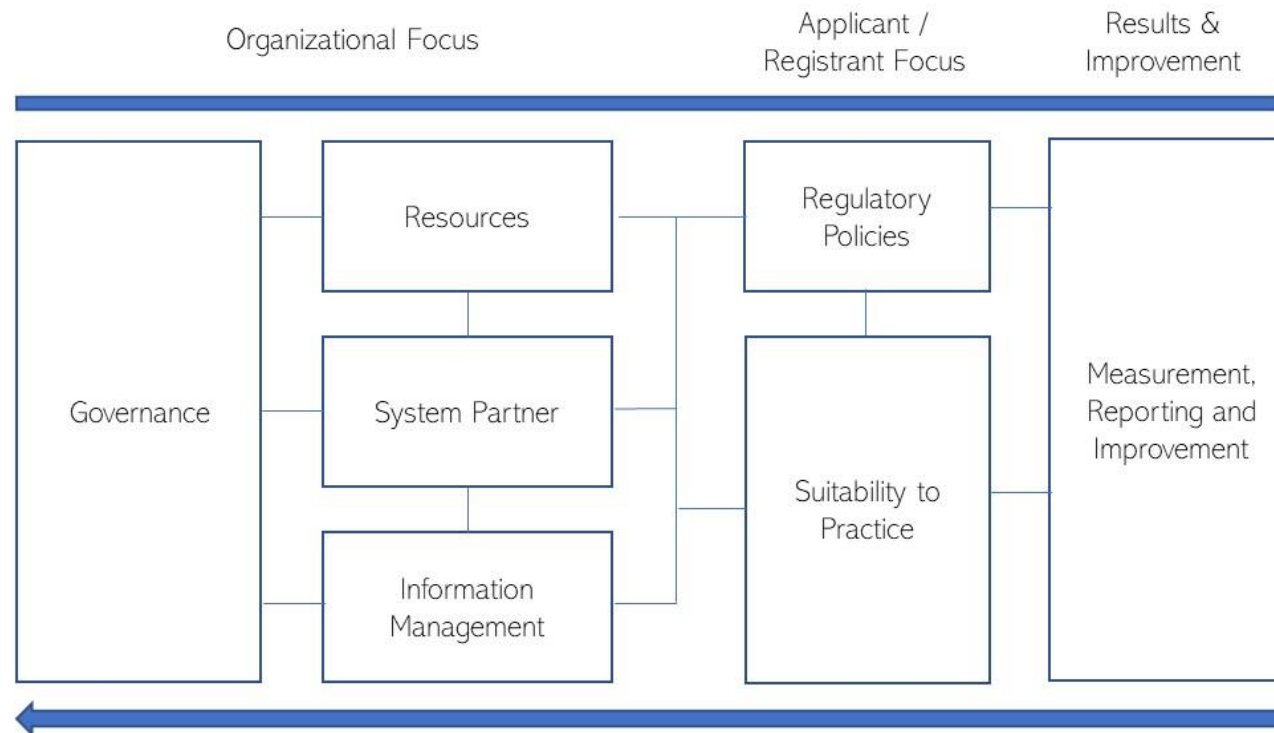 Organizational Focus
Applicant /
Registrant Focus
Results &
Improvement
Governance
Resources
System Partner
Information
Management
Regulatory
Policies
Suitability to
Practice
Measurement,
Reporting and
Improvement